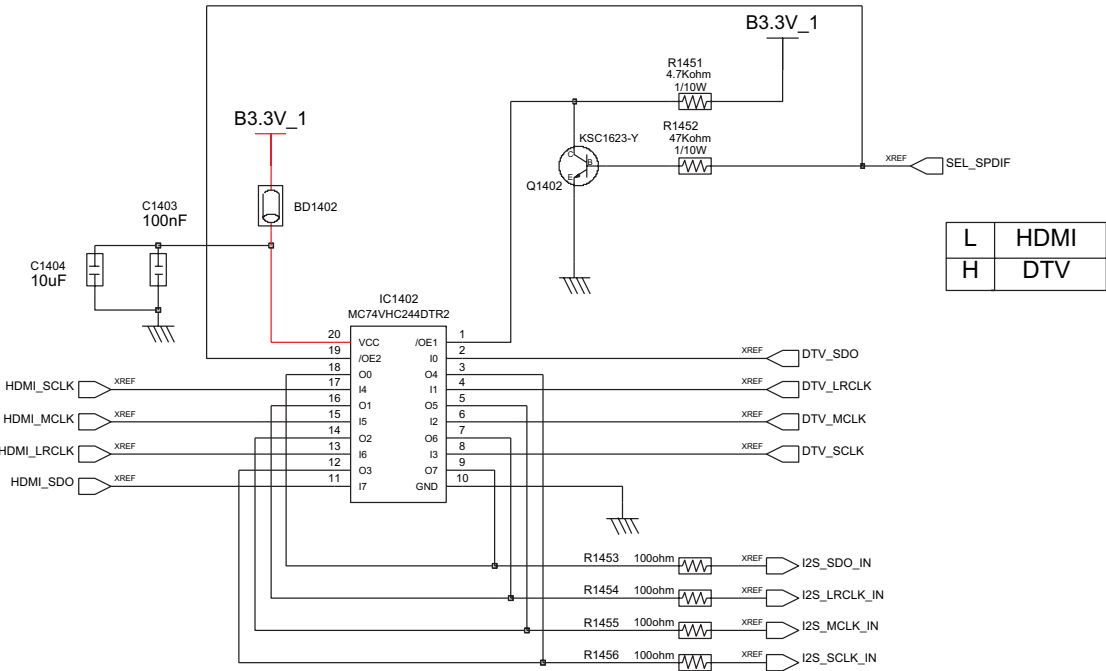 B3.3V_1
R1451
4.7Kohm
1/10W
B3.3V_1
R1452
47Kohm
1/10W
KSC1623-Y
C
B
E
Q1402
XREF
SEL_SPDIF
BD1402
C1403
100nF
C1404
10uF
L HDMI
H DTV
IC1402
MC74VHC244DTR2
20 VCC /OE1 1
19 /OE2 I0 2
XREF DTV_SDO
18 O0 O4 3
HDMI_SCLK XREF
17 I4 I1 4
XREF DTV_LRCLK
16 O1 O5 5
HDMI_MCLK XREF
15 I5 I2 6
XREF DTV_MCLK
14 O2 O6 7
HDMI_LRCLK XREF
13 I6 I3 8
XREF DTV_SCLK
12 O3 O7 9
HDMI_SDO XREF
11 I7 GND 10
R1453 100ohm XREF I2S_SDO_IN
R1454 100ohm XREF I2S_LRCLK_IN
R1455 100ohm XREF I2S_MCLK_IN
R1456 100ohm XREF I2S_SCLK_IN